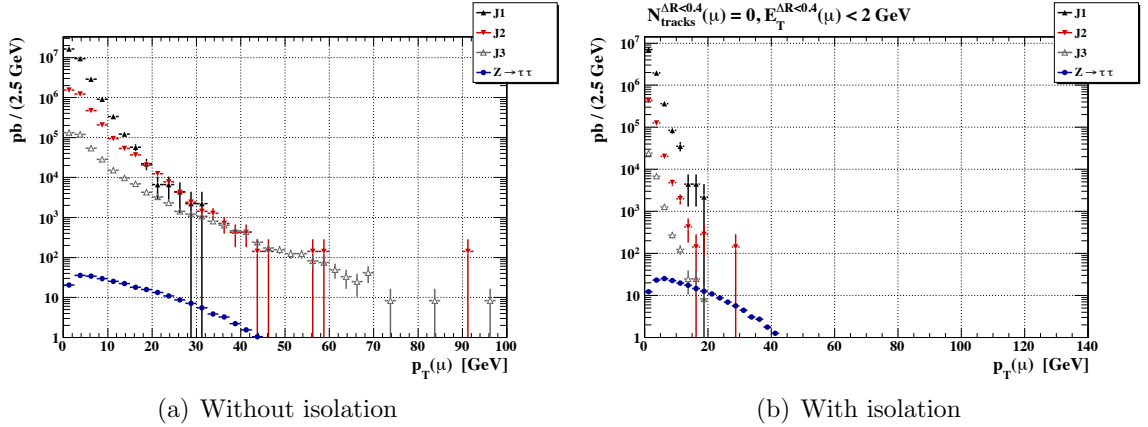 N_tracks^{ΔR<0.4}(μ) = 0, E_T^{ΔR<0.4}(μ) < 2 GeV
pb / (2.5 GeV)
10^7
10^6
10^5
10^4
10^3
10^2
10
1
0 10 20 30 40 50 60 70 80 90 100
p_T(μ) [GeV]
J1
J2
J3
Z → ττ
(a) Without isolation
pb / (2.5 GeV)
10^7
10^6
10^5
10^4
10^3
10^2
10
1
0 20 40 60 80 100 120 140
p_T(μ) [GeV]
J1
J2
J3
Z → ττ
(b) With isolation